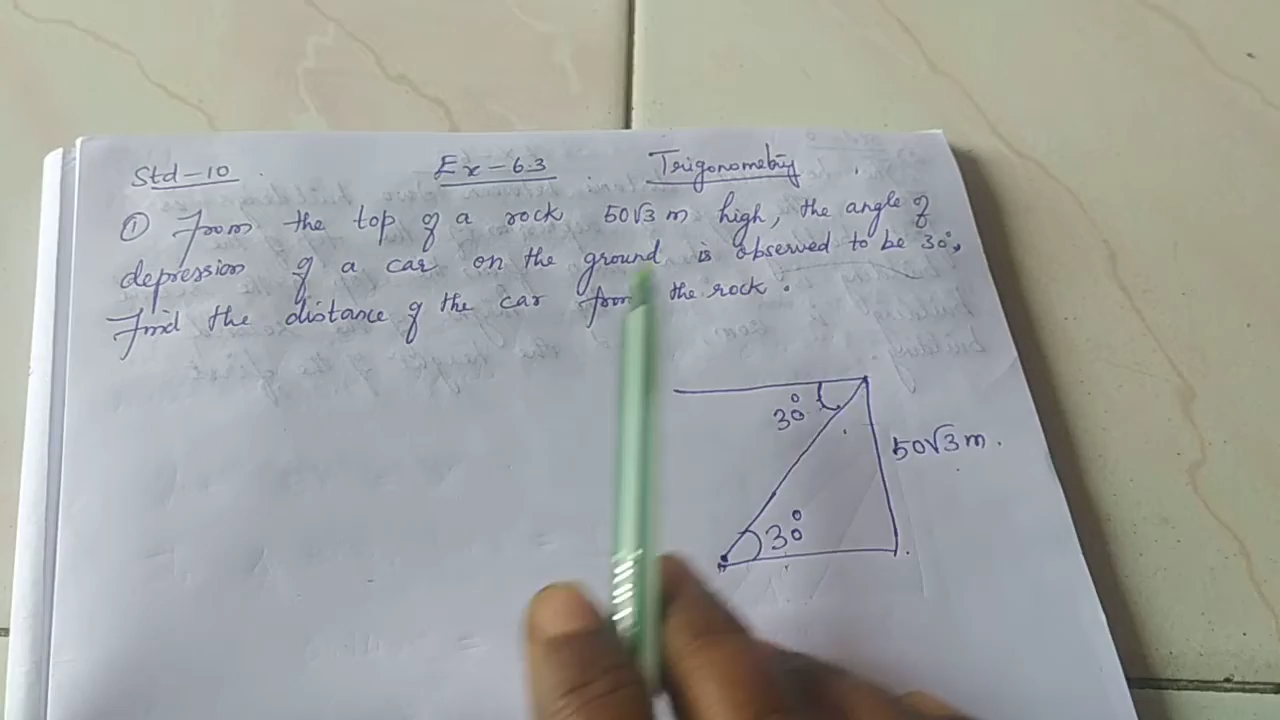 Std-10 Ex-6.3 Trigonometry
① From the top of a rock 50√3 m high, the angle of
depression of a car on the ground is observed to be 30°,
Find the distance of the car from the rock.
30°
50√3 m.
30°